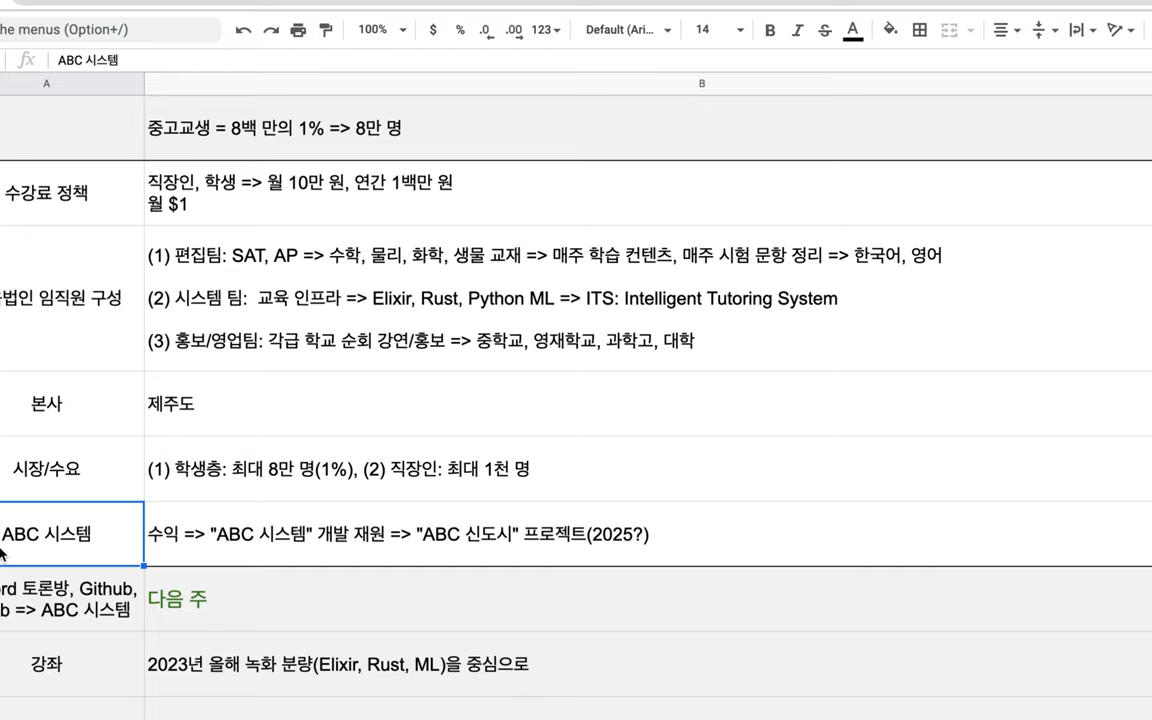 he menus (Option+/)
100%
$
%
.0
.00
123
Default (Ari...
14
B
I
S
A
fx
ABC 시스템
A
B
중고교생 = 8백 만의 1% => 8만 명
수강료 정책
직장인, 학생 => 월 10만 원, 연간 1백만 원
월 $1
법인 임직원 구성
(1) 편집팀: SAT, AP => 수학, 물리, 화학, 생물 교재 => 매주 학습 컨텐츠, 매주 시험 문항 정리 => 한국어, 영어
(2) 시스템 팀: 교육 인프라 => Elixir, Rust, Python ML => ITS: Intelligent Tutoring System
(3) 홍보/영업팀: 각급 학교 순회 강연/홍보 => 중학교, 영재학교, 과학고, 대학
본사
제주도
시장/수요
(1) 학생층: 최대 8만 명(1%), (2) 직장인: 최대 1천 명
ABC 시스템
수익 => "ABC 시스템" 개발 재원 => "ABC 신도시" 프로젝트(2025?)
rd 토론방, Github,
b => ABC 시스템
다음 주
강좌
2023년 올해 녹화 분량(Elixir, Rust, ML)을 중심으로